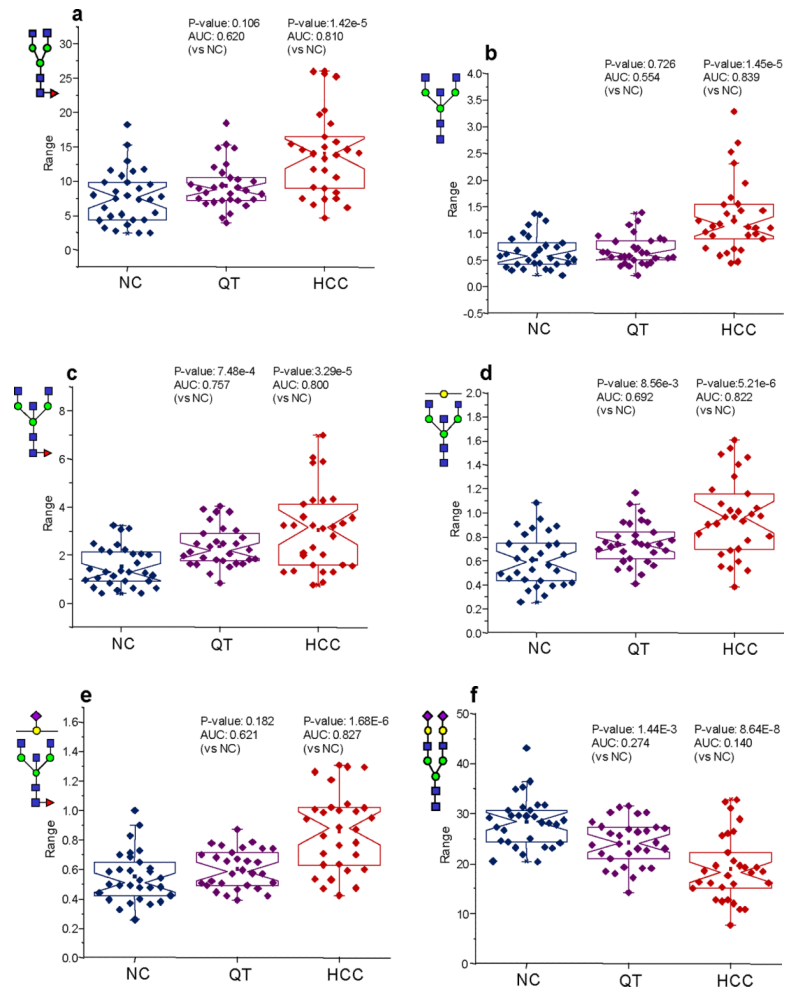 a
P-value: 0.106
AUC: 0.620
(vs NC)
P-value:1.42e-5
AUC: 0.810
(vs NC)
30
25
20
15
10
5
0
Range
NC
QT
HCC
b
P-value: 0.726
AUC: 0.554
(vs NC)
P-value:1.45e-5
AUC: 0.839
(vs NC)
4.0
3.5
3.0
2.5
2.0
1.5
1.0
0.5
0.0
-0.5
Range
NC
QT
HCC
c
P-value: 7.48e-4
AUC: 0.757
(vs NC)
P-value:3.29e-5
AUC: 0.800
(vs NC)
8
6
4
2
0
Range
NC
QT
HCC
d
P-value: 8.56e-3
AUC: 0.692
(vs NC)
P-value:5.21e-6
AUC: 0.822
(vs NC)
2.0
1.8
1.6
1.4
1.2
1.0
0.8
0.6
0.4
0.2
0.0
Range
NC
QT
HCC
e
P-value: 0.182
AUC: 0.621
(vs NC)
P-value: 1.68E-6
AUC: 0.827
(vs NC)
1.6
1.4
1.2
1.0
0.8
0.6
0.4
0.2
0.0
Range
NC
QT
HCC
f
P-value: 1.44E-3
AUC: 0.274
(vs NC)
P-value: 8.64E-8
AUC: 0.140
(vs NC)
50
40
30
20
10
0
Range
NC
QT
HCC